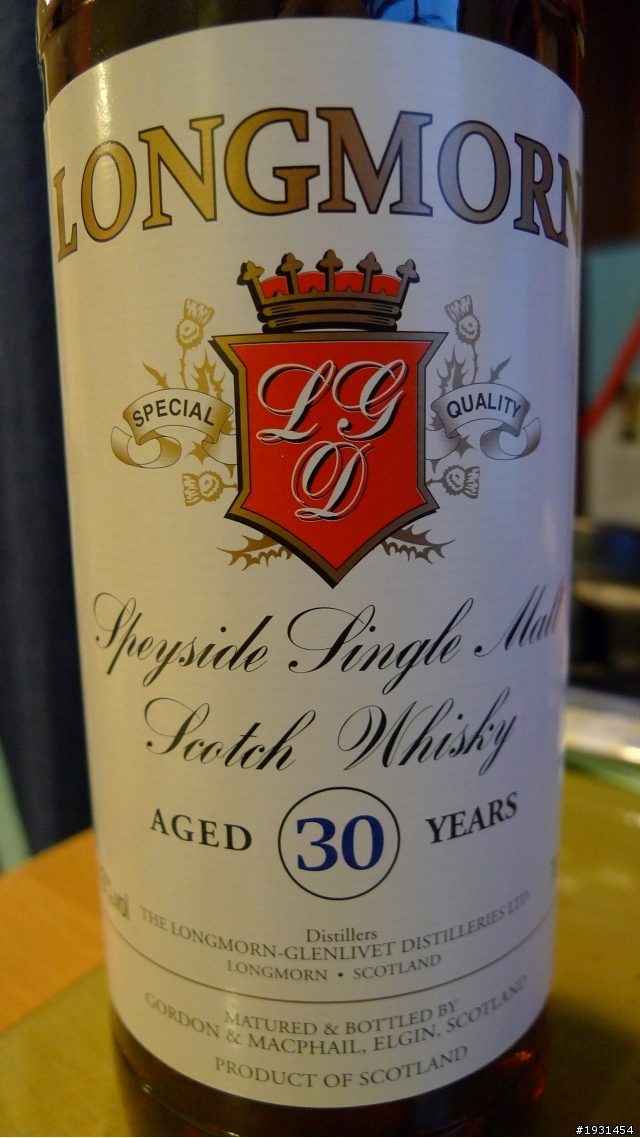 LONGMORN
SPECIAL
QUALITY
L G
D
Speyside Single Malt
Scotch Whisky
AGED 30 YEARS
Distillers
THE LONGMORN-GLENLIVET DISTILLERIES LTD.
LONGMORN • SCOTLAND
MATURED & BOTTLED BY
GORDON & MACPHAIL, ELGIN, SCOTLAND
PRODUCT OF SCOTLAND
#1931454